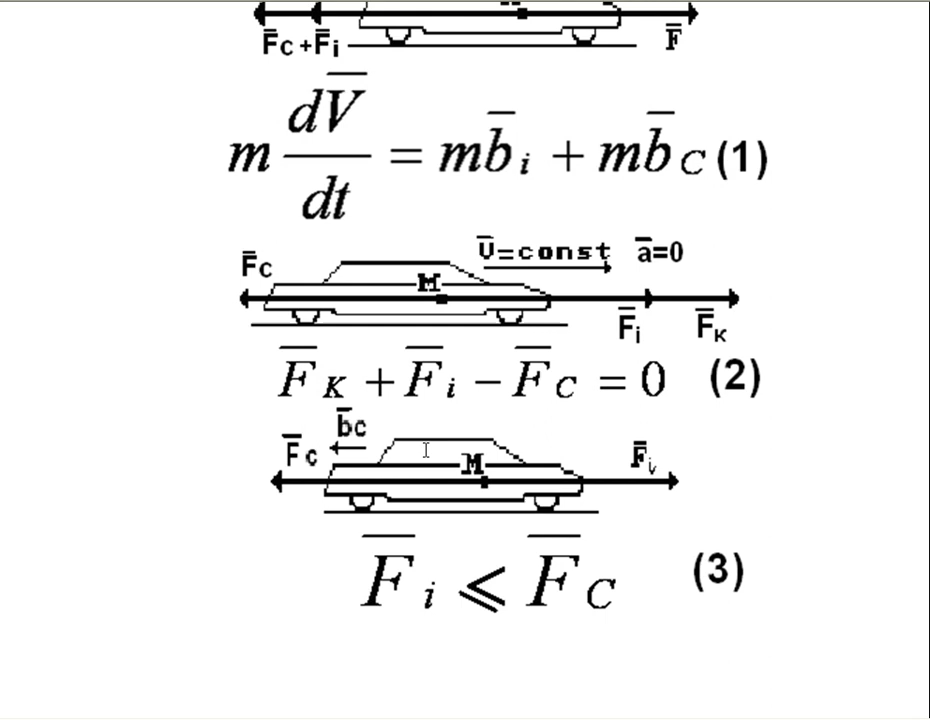 F̅c + F̅i F̅
m dV̅/dt = mb̅ i + mb̅ C (1)
F̅c M υ̅=const a̅=0
F̅i F̅к
F̅ K + F̅ i − F̅ C = 0 (2)
b̅c
F̅c M F̅i
F̅ i ⩽ F̅ C (3)